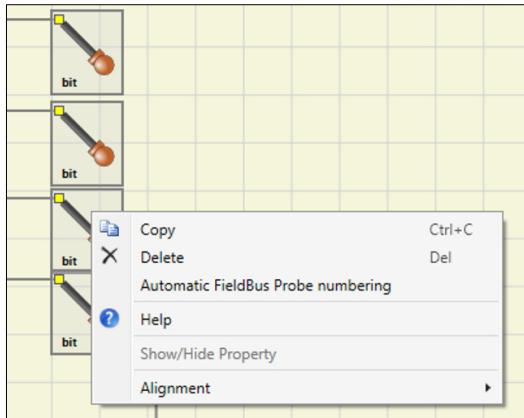 bit
bit
bit
bit
Copy Ctrl+C
Delete Del
Automatic FieldBus Probe numbering
Help
Show/Hide Property
Alignment